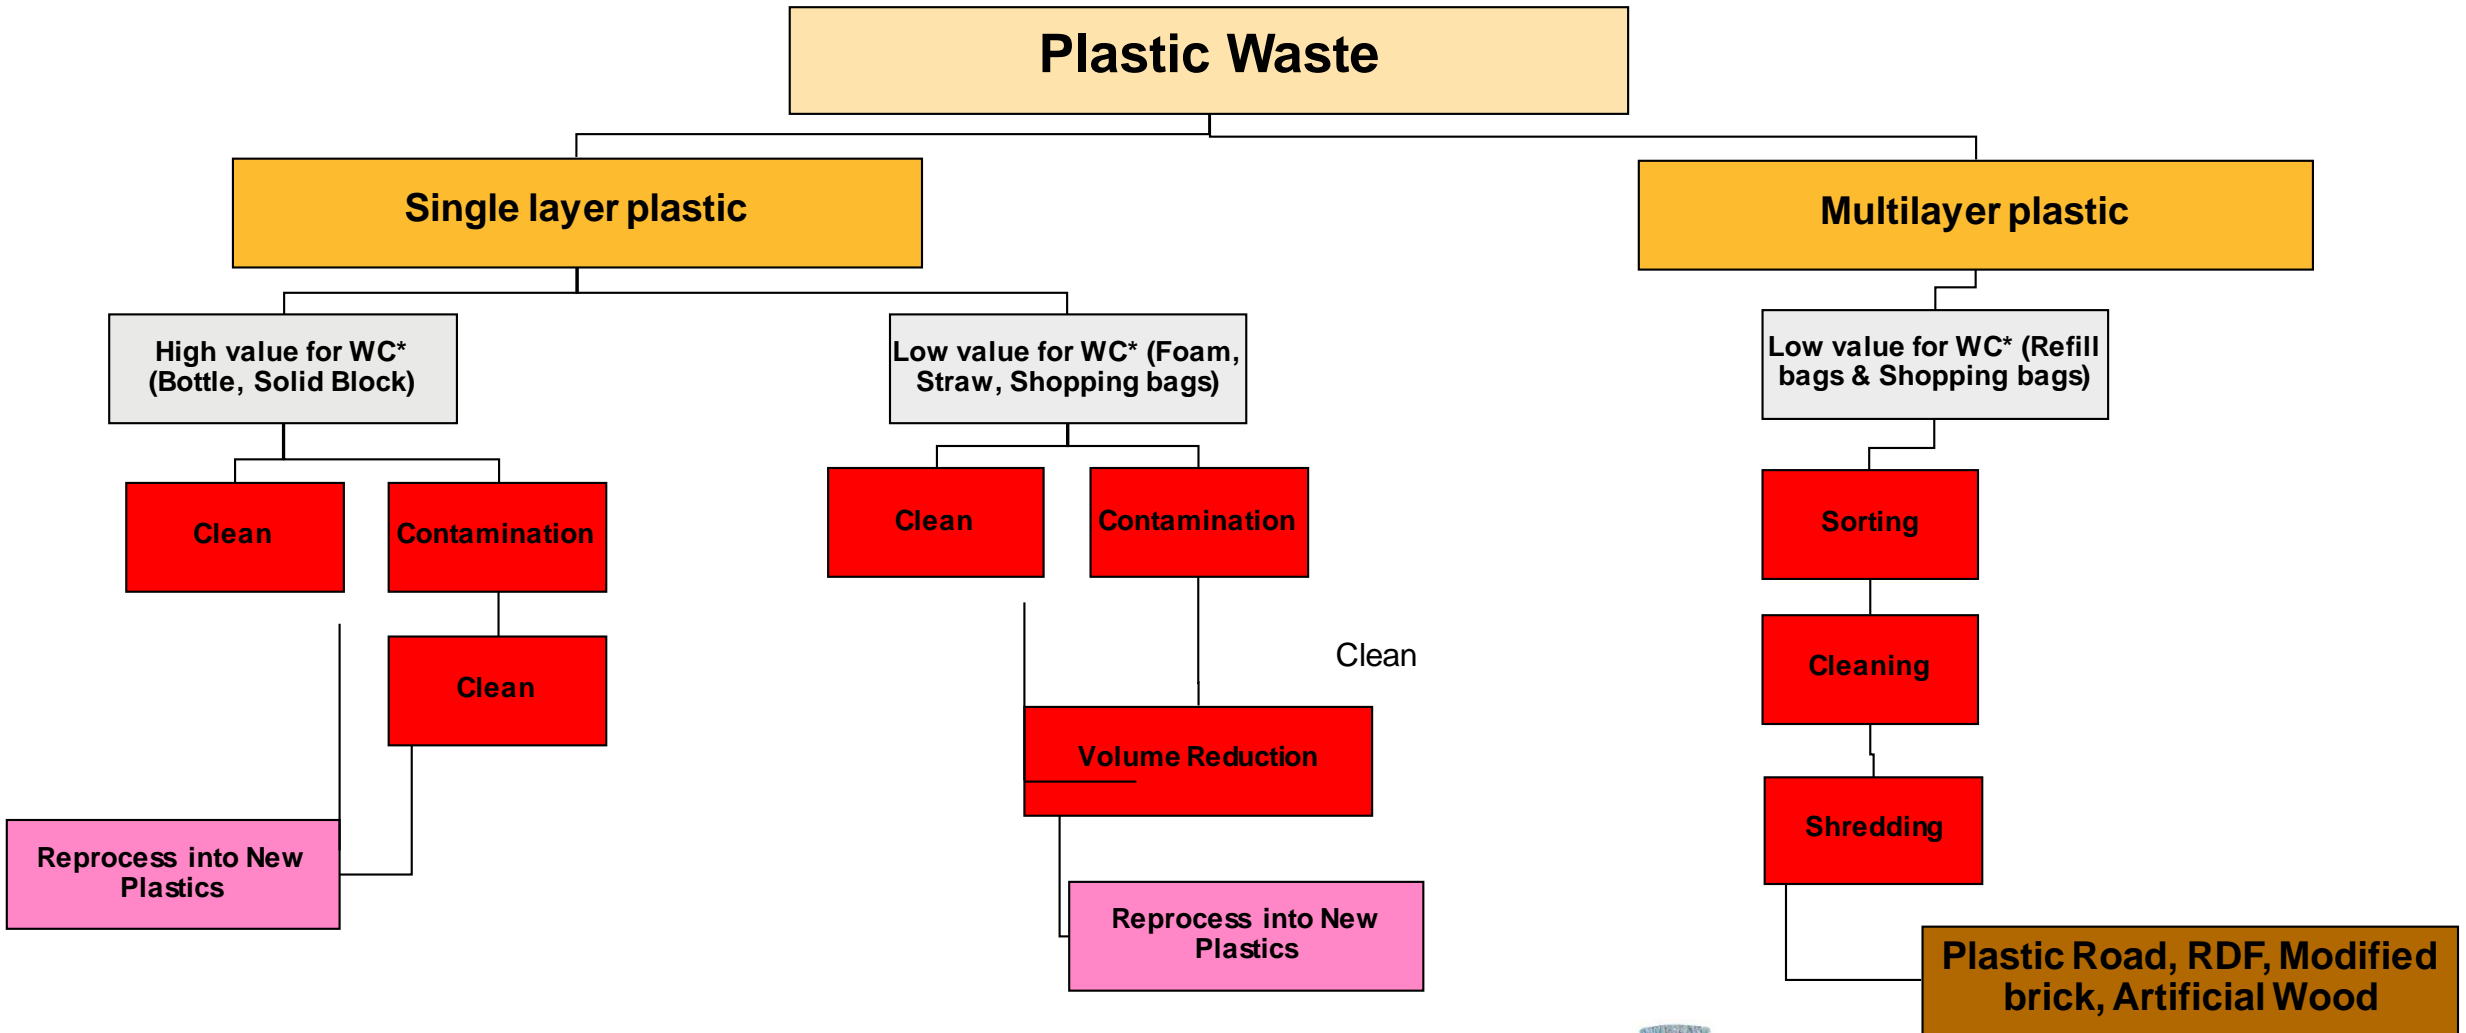 Plastic Waste
Single layer plastic
Multilayer plastic
High value for WC*
(Bottle, Solid Block)
Low value for WC* (Foam,
Straw, Shopping bags)
Low value for WC* (Refill
bags & Shopping bags)
Clean
Contamination
Clean
Contamination
Sorting
Clean
Clean
Cleaning
Volume Reduction
Shredding
Reprocess into New
Plastics
Reprocess into New
Plastics
Plastic Road, RDF, Modified
brick, Artificial Wood